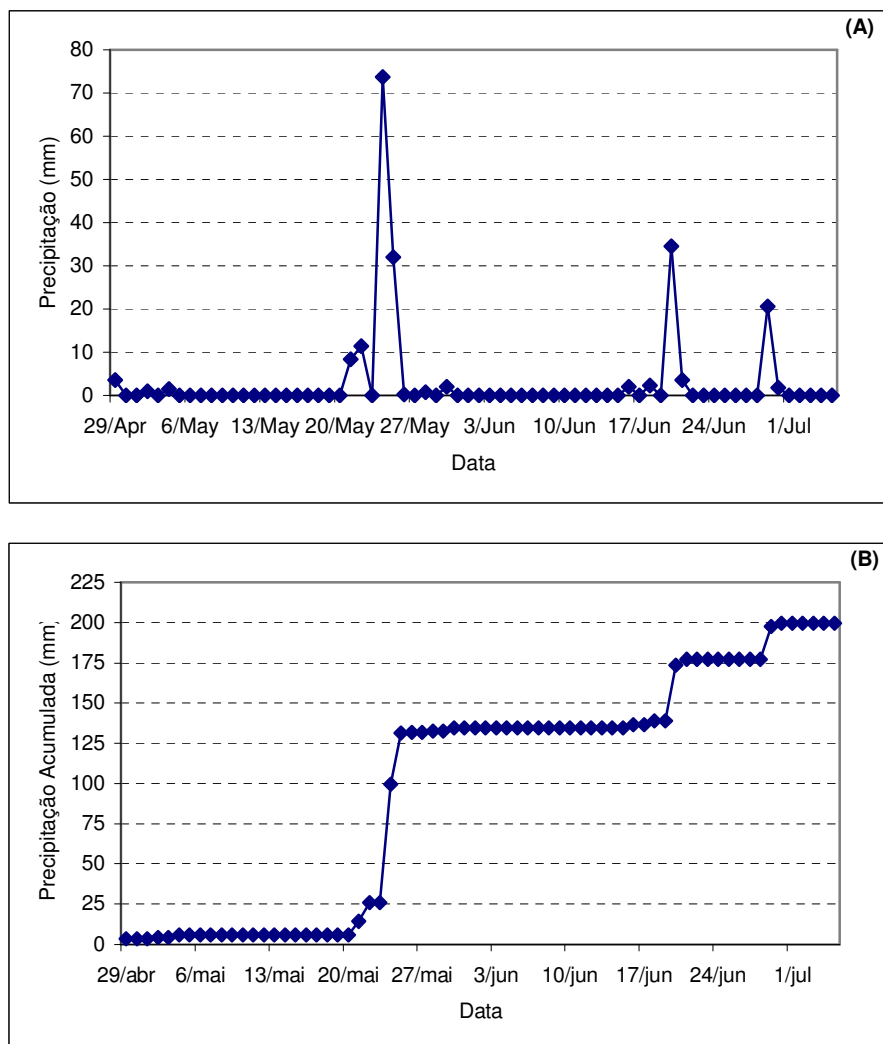 (A)
80
70
60
50
40
30
20
10
0
Precipitação (mm)
29/Apr 6/May 13/May 20/May 27/May 3/Jun 10/Jun 17/Jun 24/Jun 1/Jul
Data
(B)
225
200
175
150
125
100
75
50
25
0
Precipitação Acumulada (mm)
29/abr 6/mai 13/mai 20/mai 27/mai 3/jun 10/jun 17/jun 24/jun 1/jul
Data